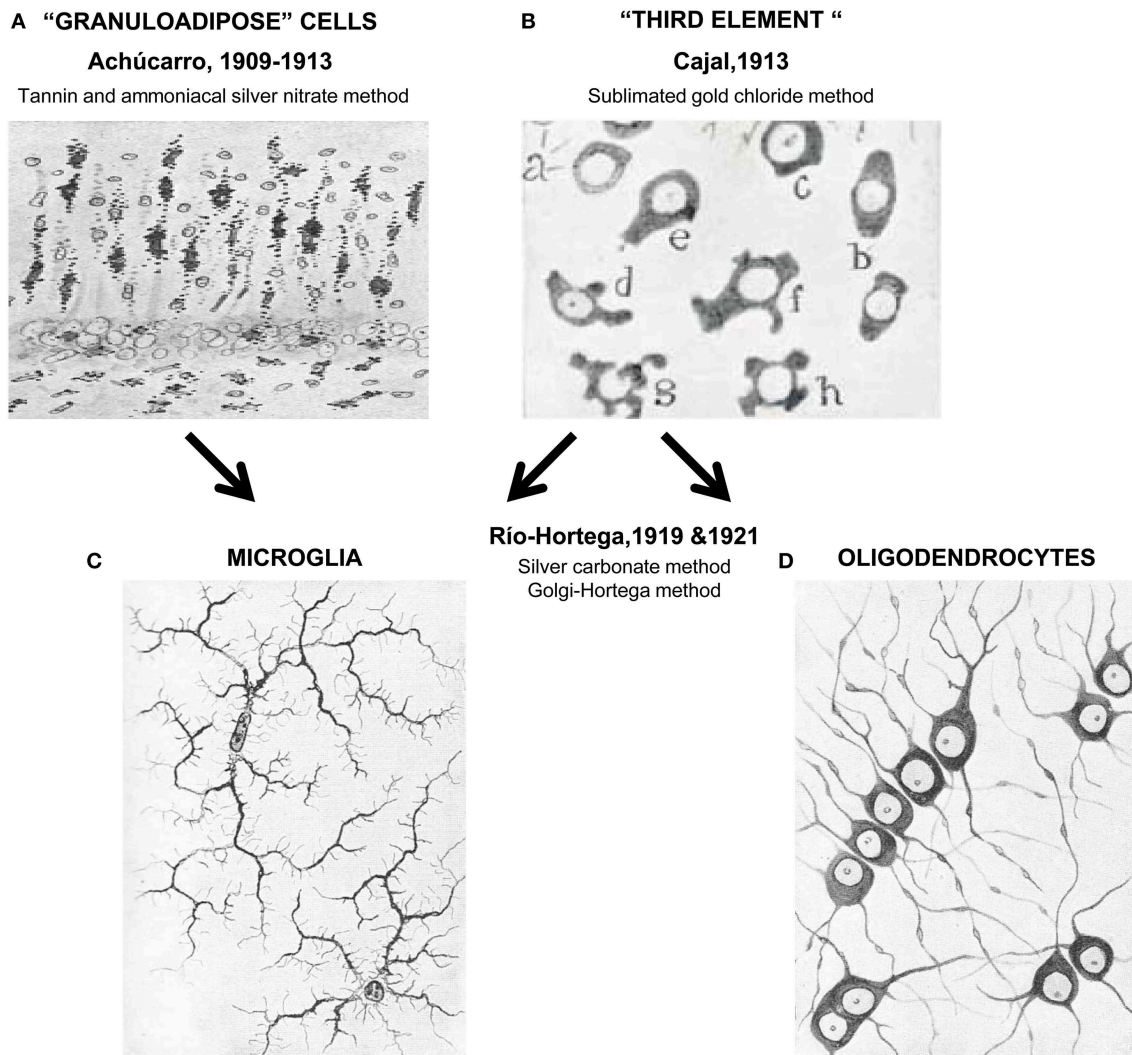 A "GRANULOADIPOSE" CELLS
Achúcarro, 1909-1913
Tannin and ammoniacal silver nitrate method
B "THIRD ELEMENT "
Cajal,1913
Sublimated gold chloride method
a
c
e
b
d
f
g
h
Río-Hortega,1919 &1921
Silver carbonate method
Golgi-Hortega method
C MICROGLIA
D OLIGODENDROCYTES